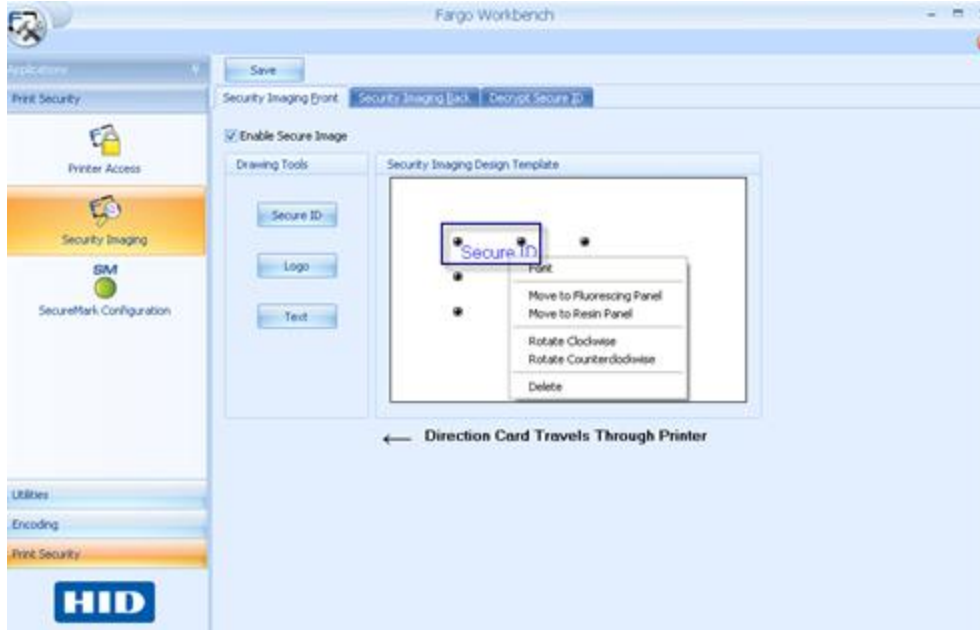 Fargo Workbench
Applications
Save
Print Security
Security Imaging Front
Security Imaging Back
Decrypt Secure ID
Enable Secure Image
Printer Access
Drawing Tools
Security Imaging Design Template
Secure ID
Security Imaging
Secure ID
Logo
Font
SM
Move to Fluorescing Panel
SecureMark Configuration
Text
Move to Resin Panel
Rotate Clockwise
Rotate Counterclockwise
Delete
← Direction Card Travels Through Printer
Utilities
Encoding
Print Security
HID